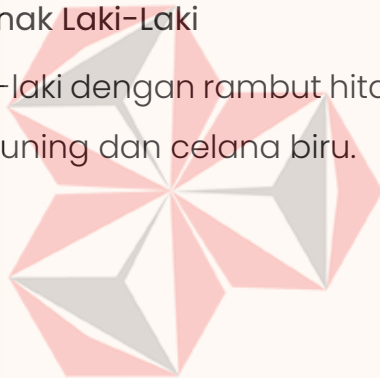 nak Laki-Laki
-laki dengan rambut hita
uning dan celana biru.